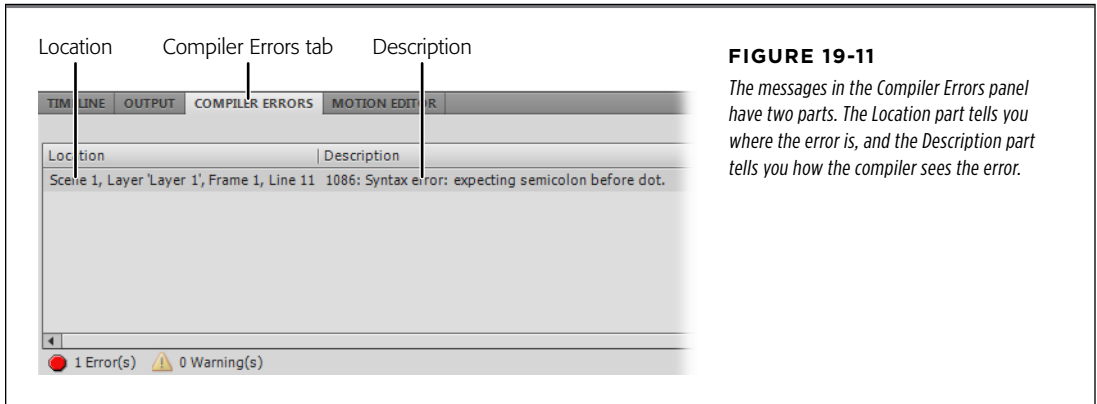 Location Compiler Errors tab Description
TIMELINE OUTPUT COMPILER ERRORS MOTION EDITOR
Location Description
Scene 1, Layer 'Layer 1', Frame 1, Line 11 1086: Syntax error: expecting semicolon before dot.
1 Error(s) 0 Warning(s)
FIGURE 19-11
The messages in the Compiler Errors panel
have two parts. The Location part tells you
where the error is, and the Description part
tells you how the compiler sees the error.